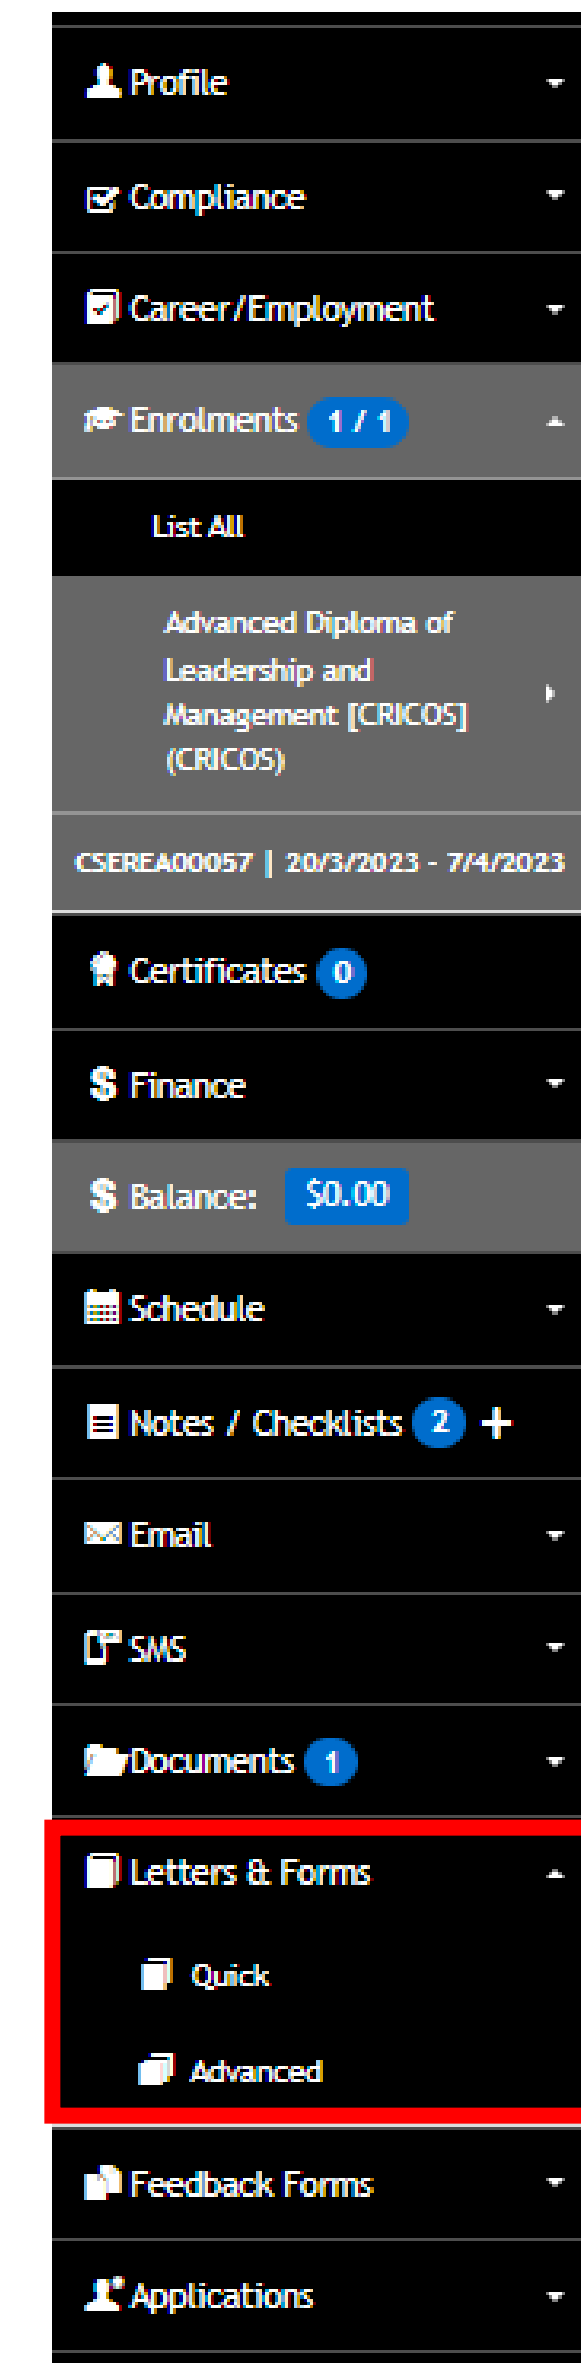 Profile
Compliance
Career/Employment
Enrolments 1 / 1
List All
Advanced Diploma of
Leadership and
Management [CRICOS]
(CRICOS)
CSEREA00057 | 20/3/2023 - 7/4/2023
Certificates 0
Finance
Balance: $0.00
Schedule
Notes / Checklists 2 +
Email
SMS
Documents 1
Letters & Forms
Quick
Advanced
Feedback Forms
Applications